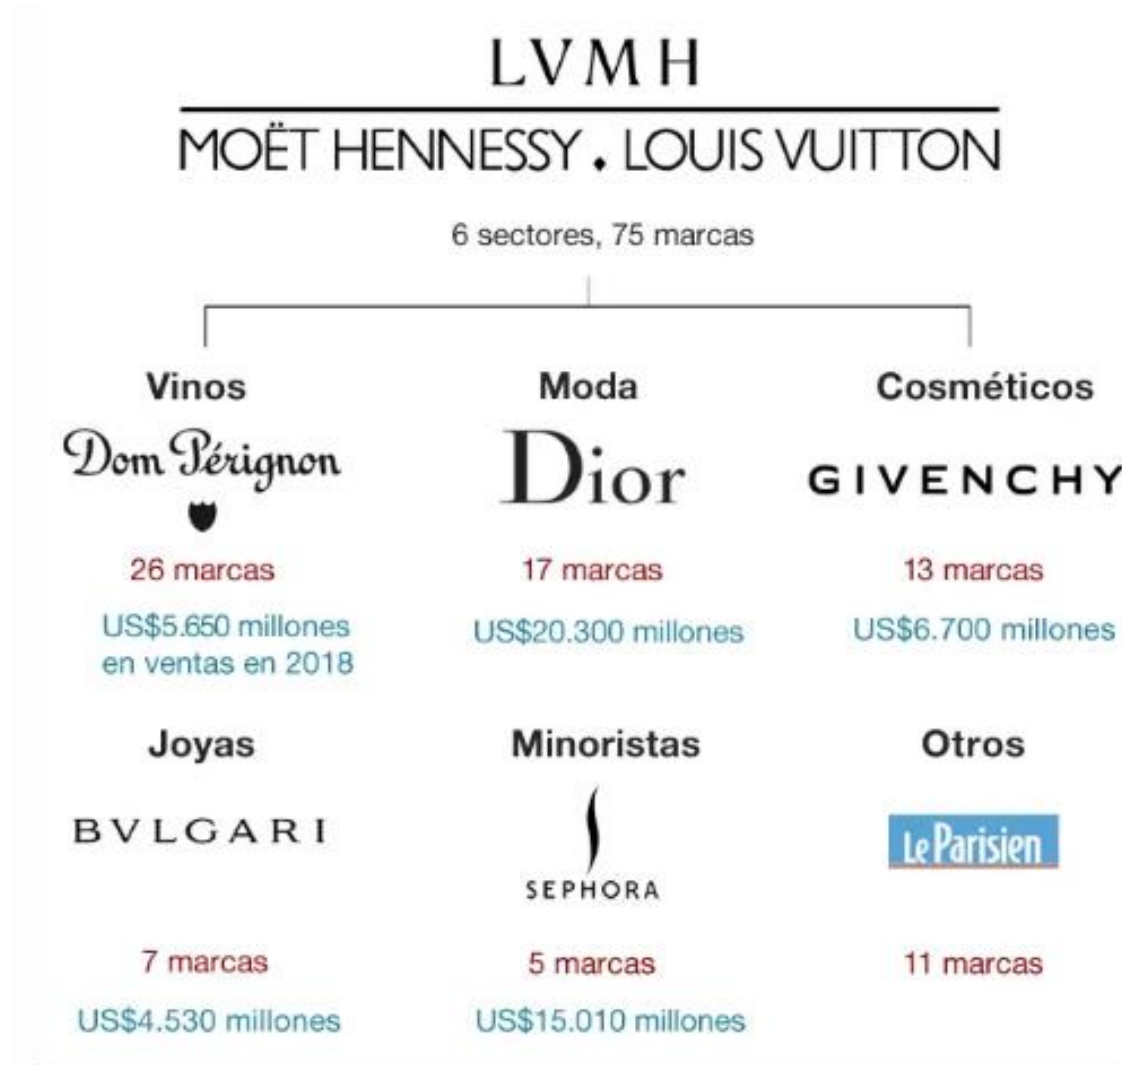 LVMH
MOËT HENNESSY . LOUIS VUITTON
6 sectores, 75 marcas
Vinos
Dom Pérignon
26 marcas
US$5.650 millones
en ventas en 2018
Moda
Dior
17 marcas
US$20.300 millones
Cosméticos
GIVENCHY
13 marcas
US$6.700 millones
Joyas
BVLGARI
7 marcas
US$4.530 millones
Minoristas
SEPHORA
5 marcas
US$15.010 millones
Otros
Le Parisien
11 marcas